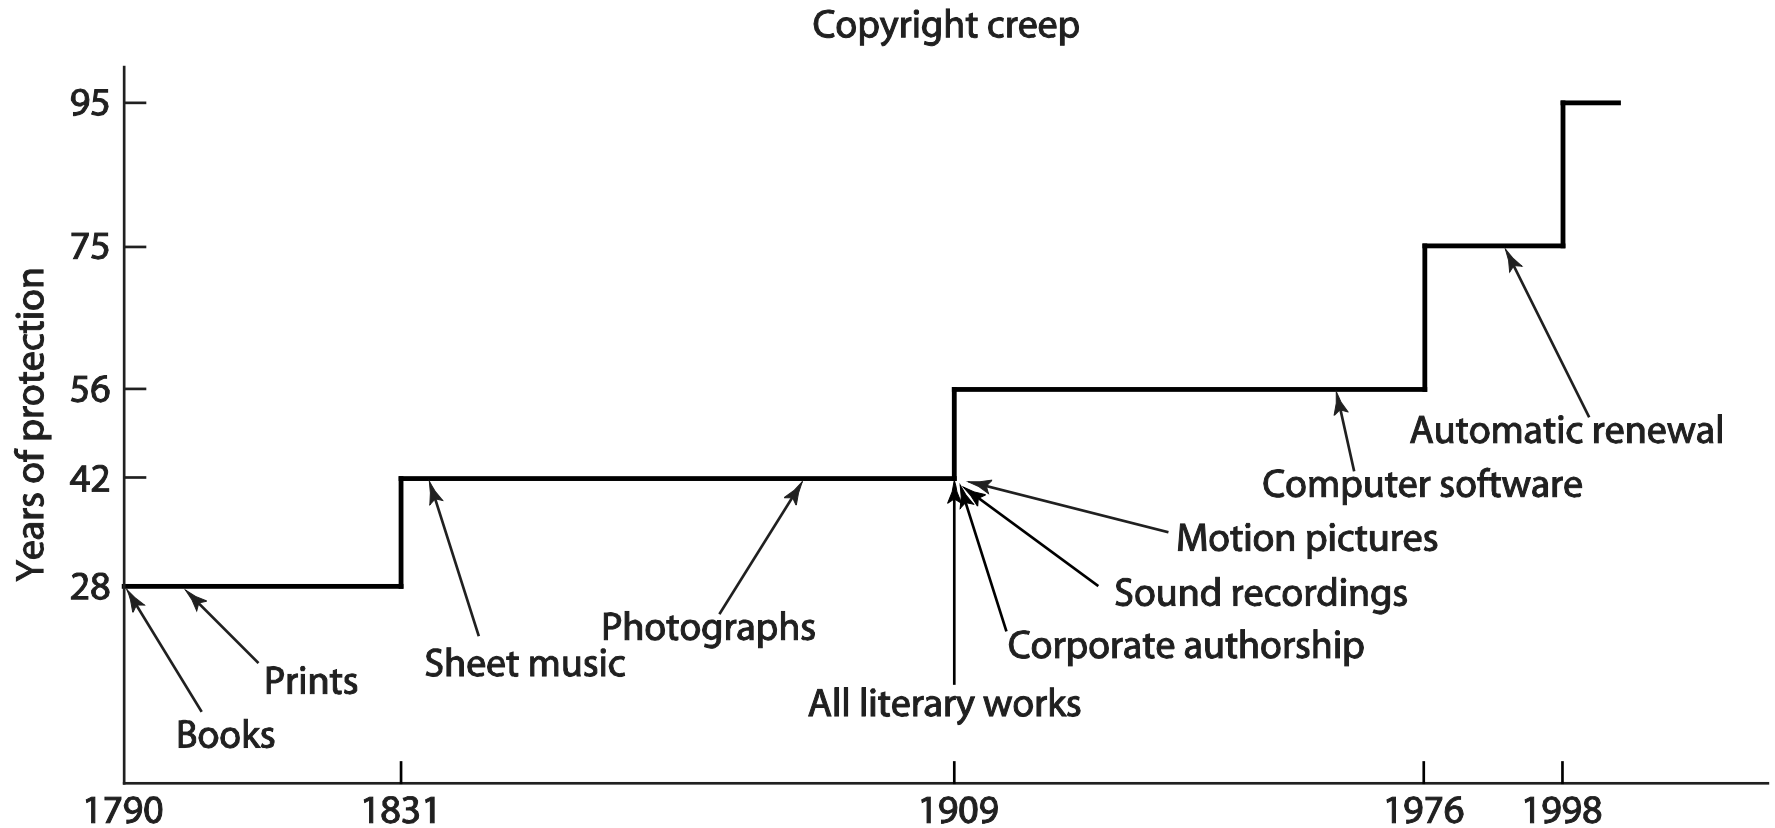 Copyright creep
Years of protection
95
75
56
42
28
Automatic renewal
Computer software
Motion pictures
Sound recordings
Photographs
Corporate authorship
Sheet music
Prints
All literary works
Books
1790
1831
1909
1976
1998